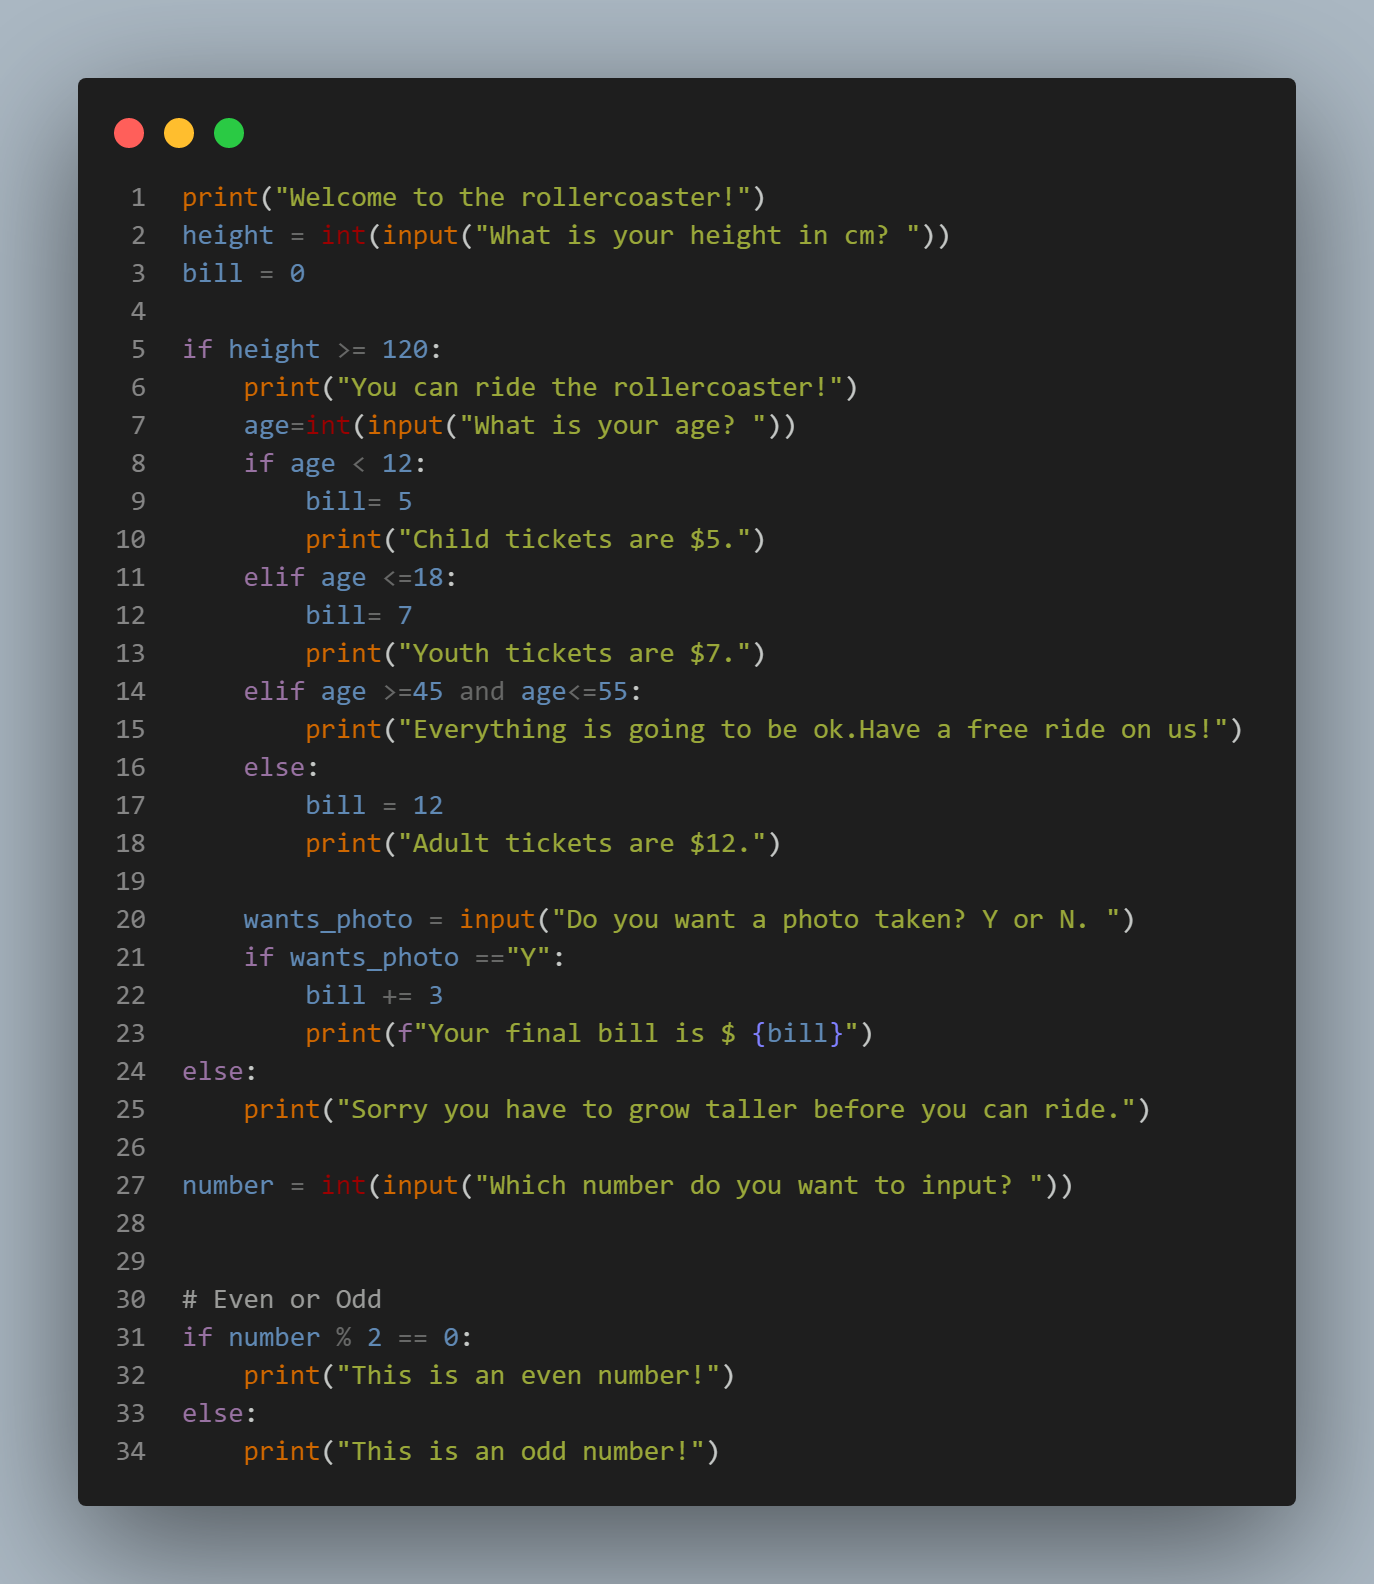 1 print("Welcome to the rollercoaster!")
2 height = int(input("What is your height in cm? "))
3 bill = 0
4
5 if height >= 120:
6     print("You can ride the rollercoaster!")
7     age=int(input("What is your age? "))
8     if age < 12:
9         bill= 5
10         print("Child tickets are $5.")
11     elif age <=18:
12         bill= 7
13         print("Youth tickets are $7.")
14     elif age >=45 and age<=55:
15         print("Everything is going to be ok.Have a free ride on us!")
16     else:
17         bill = 12
18         print("Adult tickets are $12.")
19
20     wants_photo = input("Do you want a photo taken? Y or N. ")
21     if wants_photo =="Y":
22         bill += 3
23         print(f"Your final bill is $ {bill}")
24 else:
25     print("Sorry you have to grow taller before you can ride.")
26
27 number = int(input("Which number do you want to input? "))
28
29
30 # Even or Odd
31 if number % 2 == 0:
32     print("This is an even number!")
33 else:
34     print("This is an odd number!")